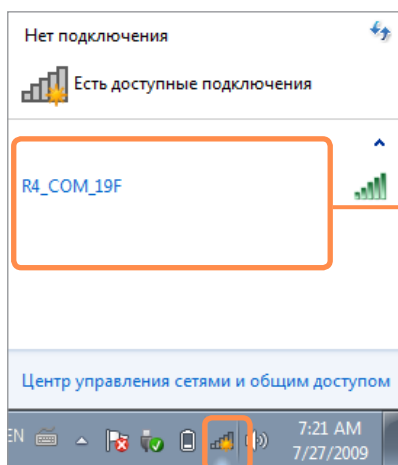 Нет подключения
Есть доступные подключения
R4_COM_19F
Центр управления сетями и общим доступом
EN
7:21 AM
7/27/2009